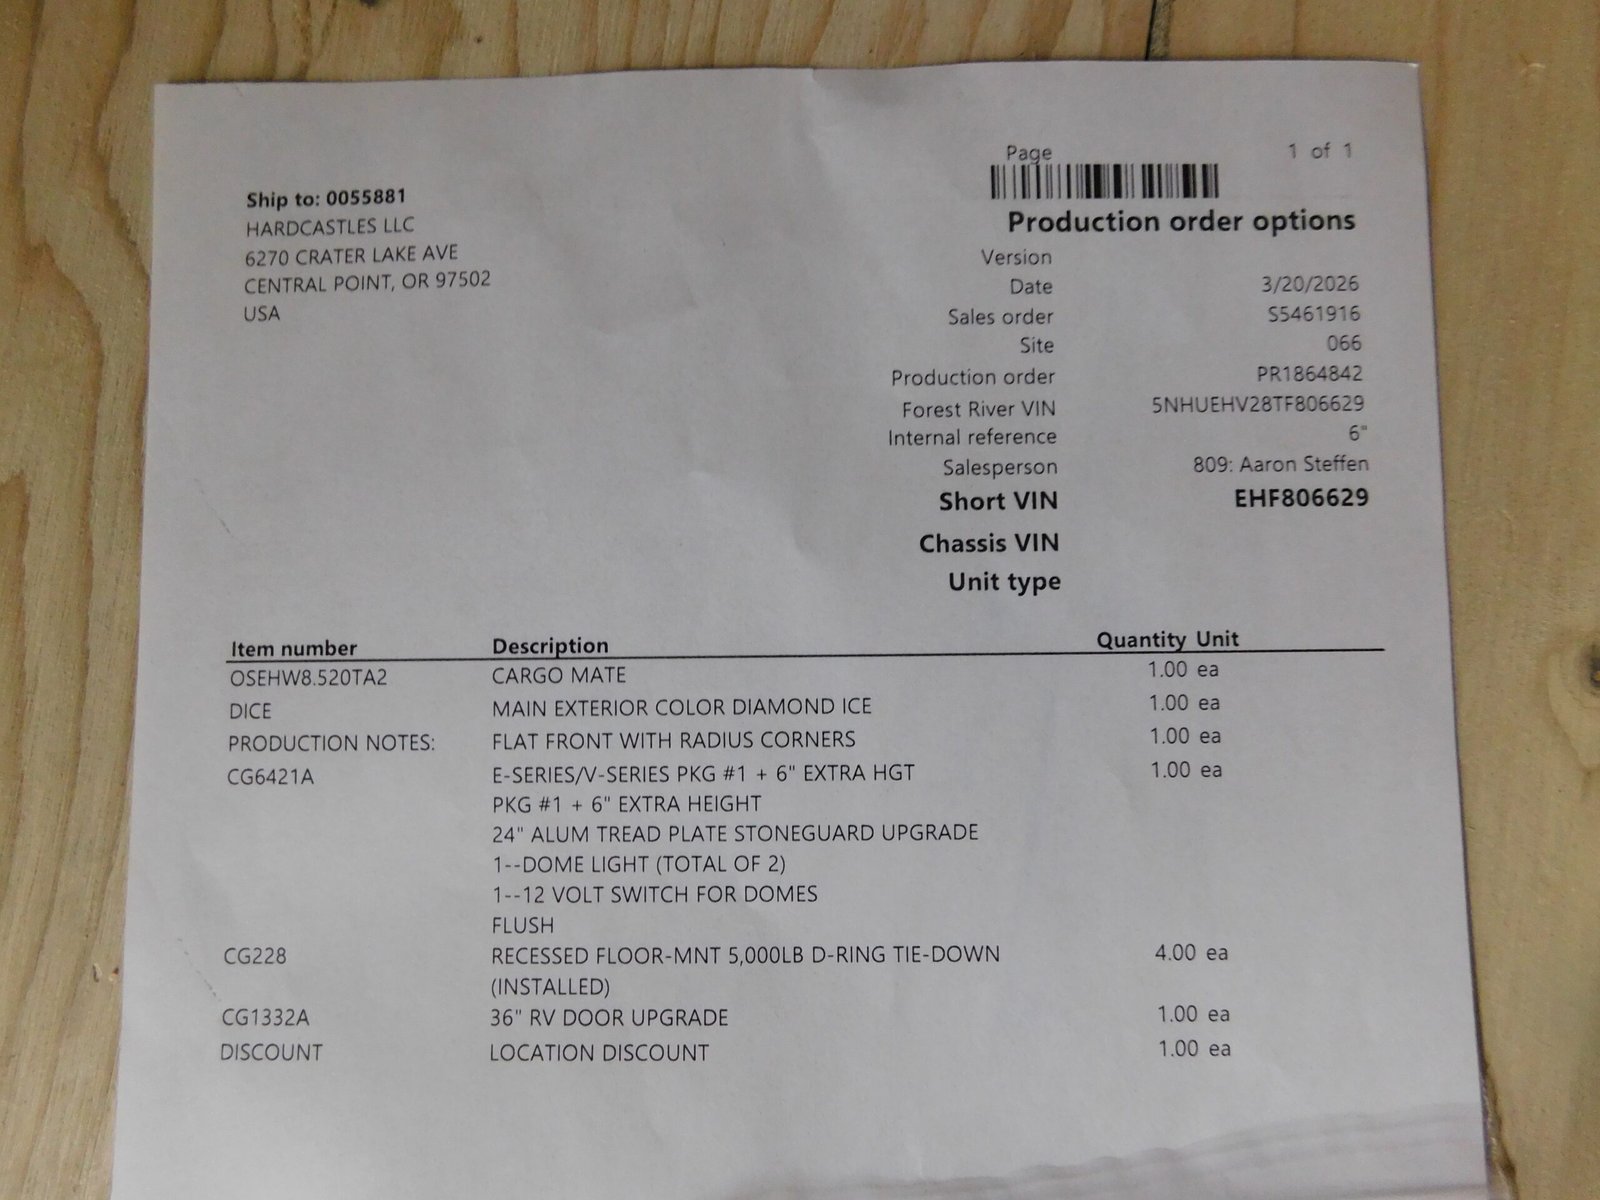 Page 1 of 1
Ship to: 0055881
HARDCASTLES LLC
6270 CRATER LAKE AVE
CENTRAL POINT, OR 97502
USA
Production order options
Version
Date 3/20/2026
Sales order S5461916
Site 066
Production order PR1864842
Forest River VIN 5NHUEHV28TF806629
Internal reference 6"
Salesperson 809: Aaron Steffen
Short VIN EHF806629
Chassis VIN
Unit type
Item number Description Quantity Unit
OSEHW8.520TA2 CARGO MATE 1.00 ea
DICE MAIN EXTERIOR COLOR DIAMOND ICE 1.00 ea
PRODUCTION NOTES: FLAT FRONT WITH RADIUS CORNERS 1.00 ea
CG6421A E-SERIES/V-SERIES PKG #1 + 6" EXTRA HGT 1.00 ea
PKG #1 + 6" EXTRA HEIGHT
24" ALUM TREAD PLATE STONEGUARD UPGRADE
1--DOME LIGHT (TOTAL OF 2)
1--12 VOLT SWITCH FOR DOMES
FLUSH
CG228 RECESSED FLOOR-MNT 5,000LB D-RING TIE-DOWN 4.00 ea
(INSTALLED)
CG1332A 36" RV DOOR UPGRADE 1.00 ea
DISCOUNT LOCATION DISCOUNT 1.00 ea